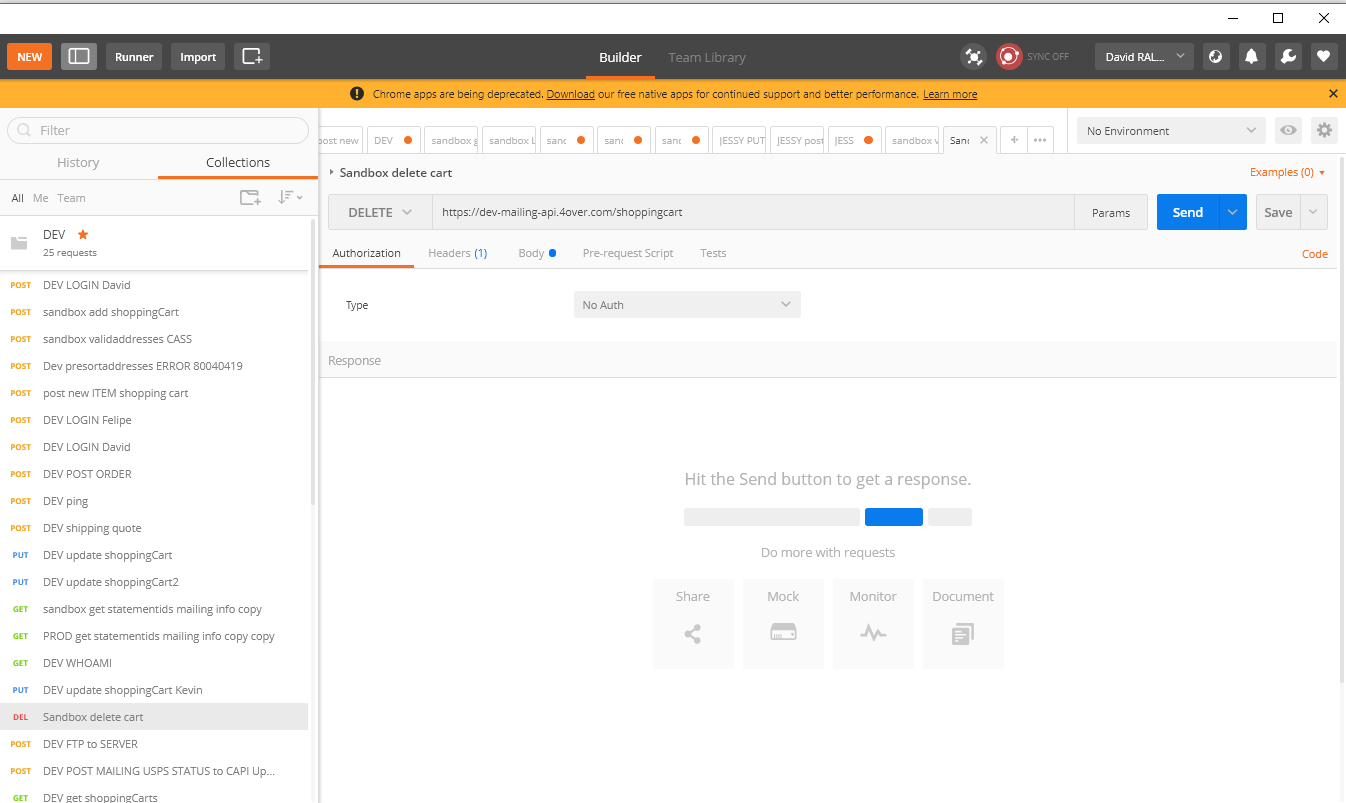 NEW Runner Import Builder Team Library SYNC OFF David RAL...
Chrome apps are being deprecated. Download our free native apps for continued support and better performance. Learn more
Filter
History Collections
All Me Team
DEV
25 requests
POST DEV LOGIN David
POST sandbox add shoppingCart
POST sandbox validaddresses CASS
POST Dev presortaddresses ERROR 80040419
POST post new ITEM shopping cart
POST DEV LOGIN Felipe
POST DEV LOGIN David
POST DEV POST ORDER
POST DEV ping
POST DEV shipping quote
PUT DEV update shoppingCart
PUT DEV update shoppingCart2
GET sandbox get statementids mailing info copy
GET PROD get statementids mailing info copy copy
GET DEV WHOAMI
PUT DEV update shoppingCart Kevin
DEL Sandbox delete cart
POST DEV FTP to SERVER
POST DEV POST MAILING USPS STATUS to CAPI Up...
GET DEV get shoppingCarts
post new DEV sandbox g sandbox sand sand sand JESSY PUT JESSY post JESS sandbox v Sand + •••
No Environment
Sandbox delete cart Examples (0)
DELETE https://dev-mailing-api.4over.com/shoppingcart Params Send Save
Authorization Headers (1) Body Pre-request Script Tests Code
Type No Auth
Response
Hit the Send button to get a response.
Do more with requests
Share Mock Monitor Document